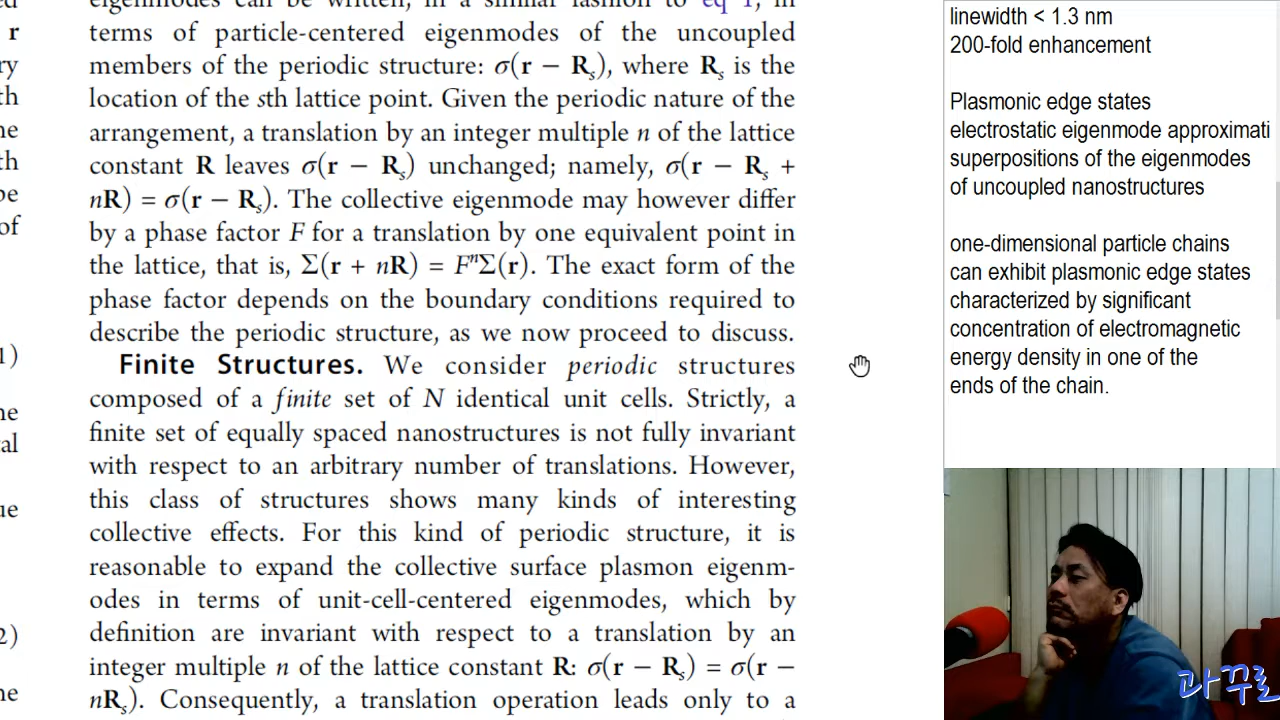 eigenmodes can be written, in a similar fashion to eq 1, in
terms of particle-centered eigenmodes of the uncoupled
members of the periodic structure: σ(r − Rs), where Rs is the
location of the sth lattice point. Given the periodic nature of the
arrangement, a translation by an integer multiple n of the lattice
constant R leaves σ(r − Rs) unchanged; namely, σ(r − Rs +
nR) = σ(r − Rs). The collective eigenmode may however differ
by a phase factor F for a translation by one equivalent point in
the lattice, that is, Σ(r + nR) = FⁿΣ(r). The exact form of the
phase factor depends on the boundary conditions required to
describe the periodic structure, as we now proceed to discuss.
Finite Structures. We consider periodic structures
composed of a finite set of N identical unit cells. Strictly, a
finite set of equally spaced nanostructures is not fully invariant
with respect to an arbitrary number of translations. However,
this class of structures shows many kinds of interesting
collective effects. For this kind of periodic structure, it is
reasonable to expand the collective surface plasmon eigenm-
odes in terms of unit-cell-centered eigenmodes, which by
definition are invariant with respect to a translation by an
integer multiple n of the lattice constant R: σ(r − Rs) = σ(r −
nRs). Consequently, a translation operation leads only to a
linewidth < 1.3 nm
200-fold enhancement
Plasmonic edge states
electrostatic eigenmode approximati
superpositions of the eigenmodes
of uncoupled nanostructures
one-dimensional particle chains
can exhibit plasmonic edge states
characterized by significant
concentration of electromagnetic
energy density in one of the
ends of the chain.
과꾸로